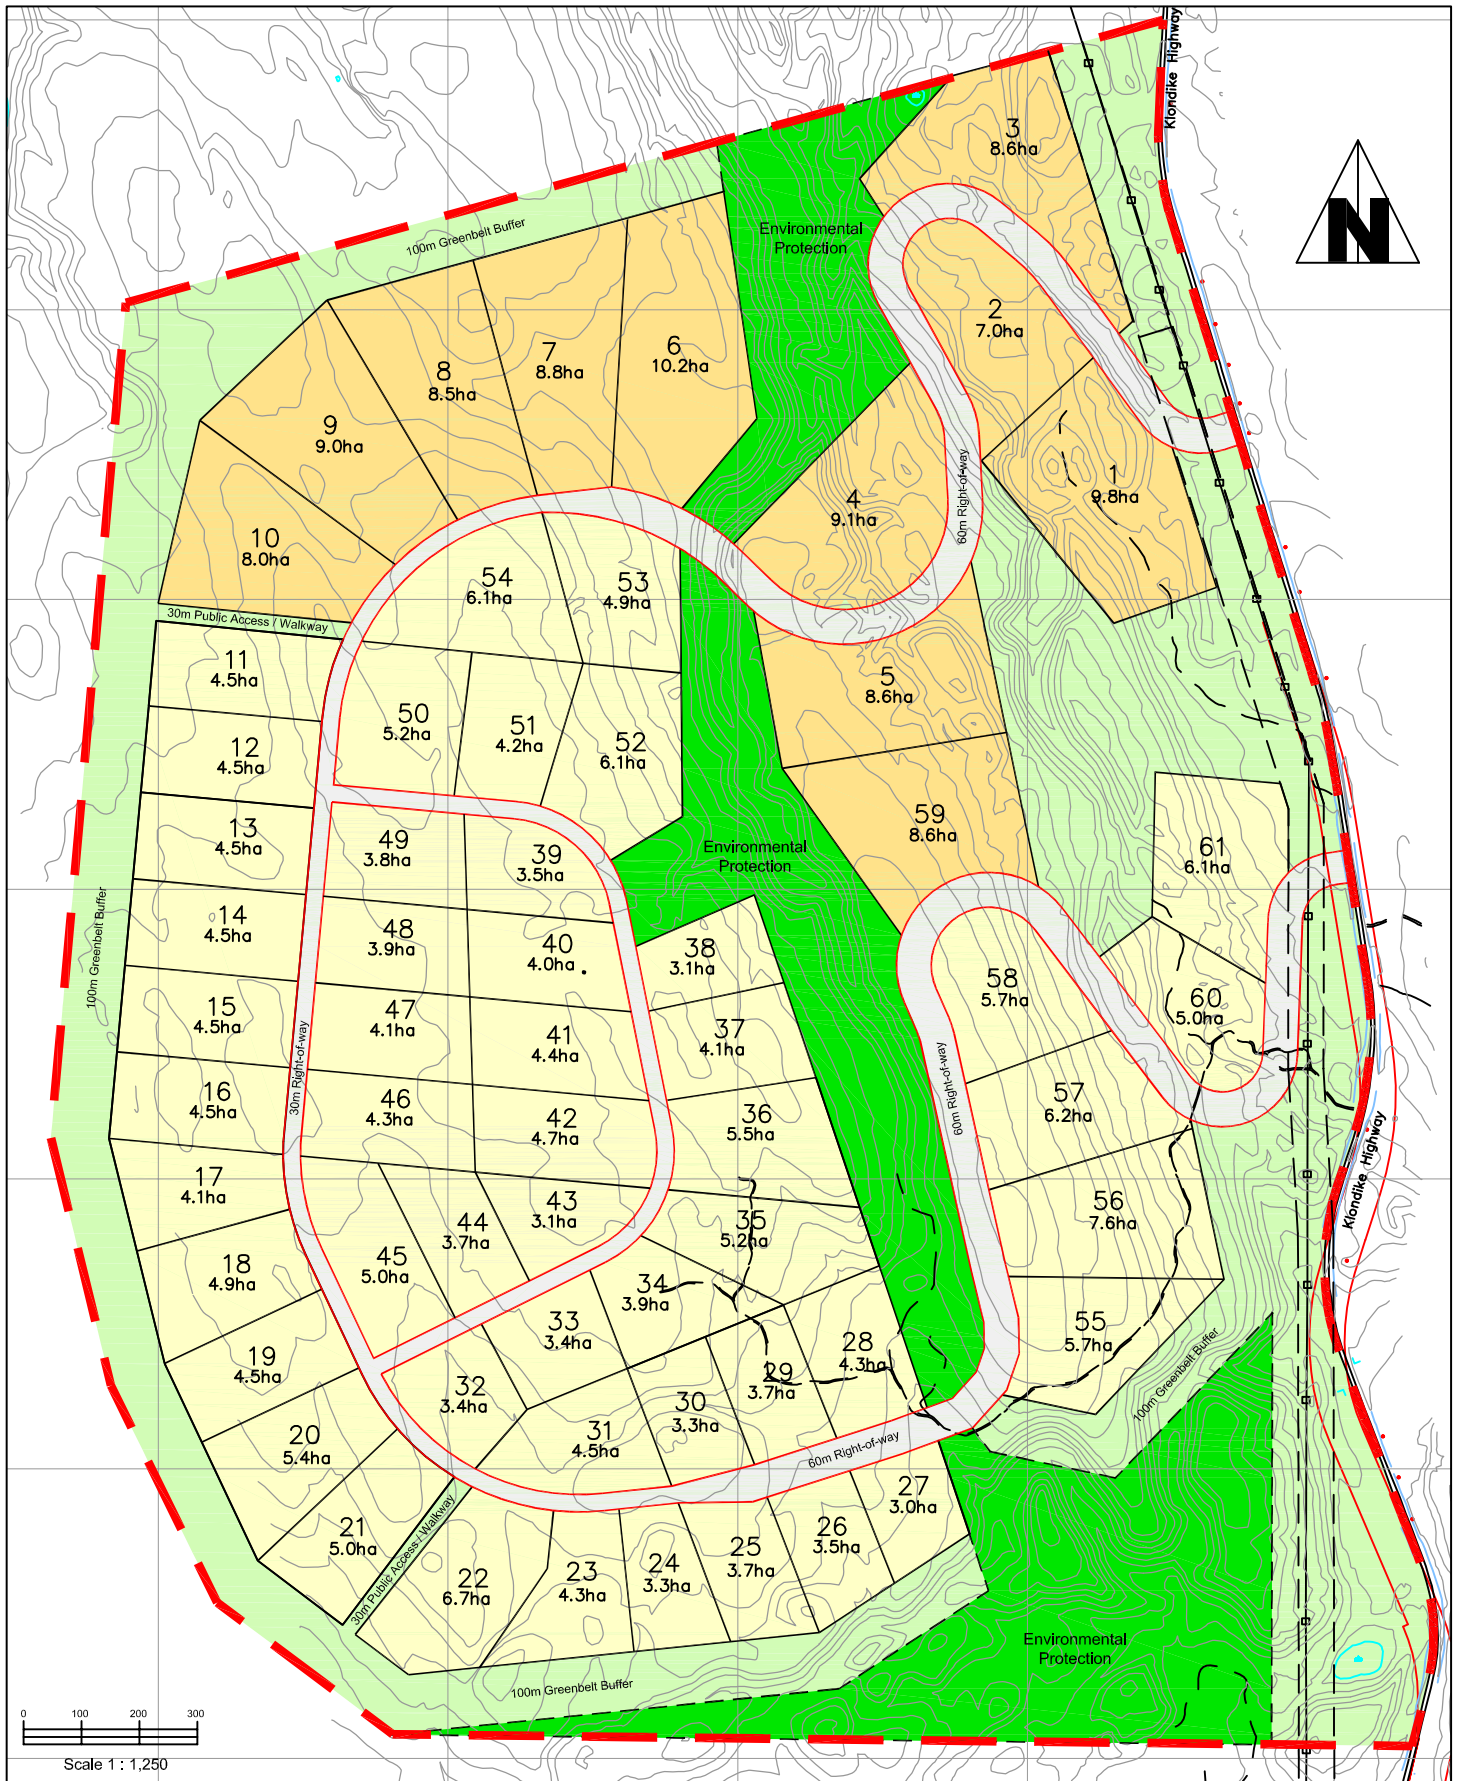 Klondike Highway
N
3
8.6ha
100m Greenbelt Buffer
Environmental
Protection
2
7.0ha
6
10.2ha
7
8.8ha
8
8.5ha
9
9.0ha
1
9.8ha
4
9.1ha
60m Right-of-way
10
8.0ha
54
6.1ha
53
4.9ha
30m Public Access / Walkway
11
4.5ha
5
8.6ha
50
5.2ha
51
4.2ha
52
6.1ha
12
4.5ha
13
4.5ha
49
3.8ha
39
3.5ha
Environmental
Protection
59
8.6ha
61
6.1ha
100m Greenbelt Buffer
14
4.5ha
48
3.9ha
40
4.0ha
38
3.1ha
58
5.7ha
60
5.0ha
15
4.5ha
47
4.1ha
41
4.4ha
37
4.1ha
30m Right-of-way
60m Right-of-way
16
4.5ha
46
4.3ha
42
4.7ha
36
5.5ha
57
6.2ha
Klondike Highway
17
4.1ha
43
3.1ha
44
3.7ha
35
5.2ha
56
7.6ha
18
4.9ha
45
5.0ha
34
3.9ha
33
3.4ha
28
4.3ha
55
5.7ha
19
4.5ha
32
3.4ha
29
3.7ha
30
3.3ha
100m Greenbelt Buffer
20
5.4ha
31
4.5ha
60m Right-of-way
27
3.0ha
21
5.0ha
30m Public Access / Walkway
22
6.7ha
23
4.3ha
24
3.3ha
25
3.7ha
26
3.5ha
Environmental
Protection
100m Greenbelt Buffer
0 100 200 300
Scale 1 : 1,250